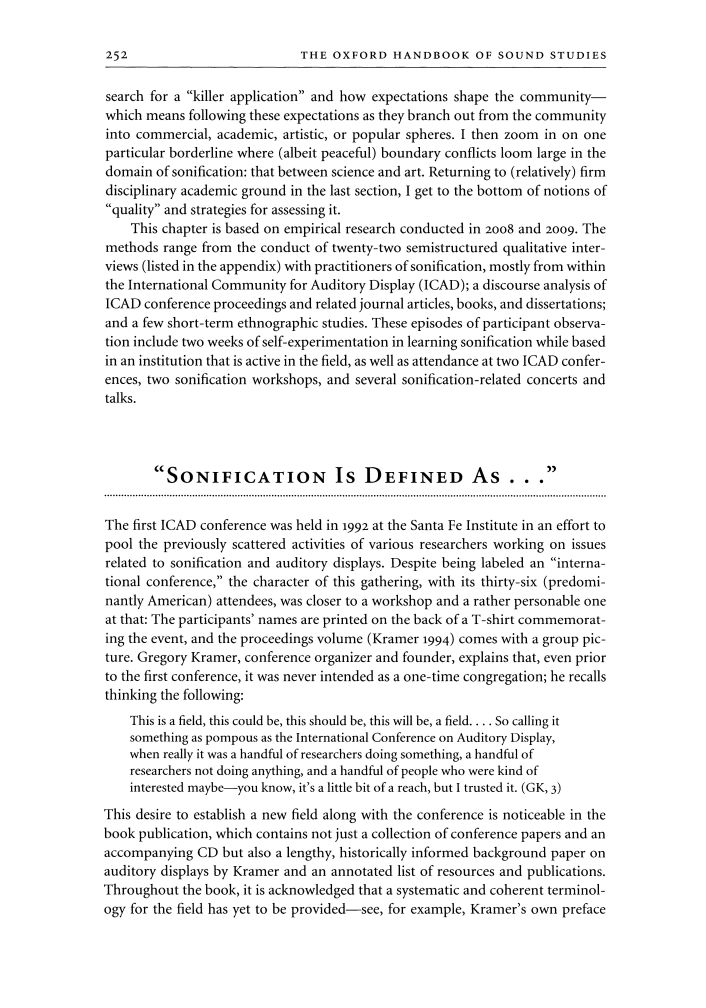 252
THE OXFORD HANDBOOK OF SOUND STUDIES
search for a “killer application” and how expectations shape the community—
which means following these expectations as they branch out from the community
into commercial, academic, artistic, or popular spheres. I then zoom in on one
particular borderline where (albeit peaceful) boundary conflicts loom large in the
domain of sonification: that between science and art. Returning to (relatively) firm
disciplinary academic ground in the last section, I get to the bottom of notions of
“quality” and strategies for assessing it.
This chapter is based on empirical research conducted in 2008 and 2009. The
methods range from the conduct of twenty-two semistructured qualitative inter-
views (listed in the appendix) with practitioners of sonification, mostly from within
the International Community for Auditory Display (ICAD); a discourse analysis of
ICAD conference proceedings and related journal articles, books, and dissertations;
and a few short-term ethnographic studies. These episodes of participant observa-
tion include two weeks of self-experimentation in learning sonification while based
in an institution that is active in the field, as well as attendance at two ICAD confer-
ences, two sonification workshops, and several sonification-related concerts and
talks.
“Sonification Is Defined As . . .”
The first ICAD conference was held in 1992 at the Santa Fe Institute in an effort to
pool the previously scattered activities of various researchers working on issues
related to sonification and auditory displays. Despite being labeled an “interna-
tional conference,” the character of this gathering, with its thirty-six (predomi-
nantly American) attendees, was closer to a workshop and a rather personable one
at that: The participants’ names are printed on the back of a T-shirt commemorat-
ing the event, and the proceedings volume (Kramer 1994) comes with a group pic-
ture. Gregory Kramer, conference organizer and founder, explains that, even prior
to the first conference, it was never intended as a one-time congregation; he recalls
thinking the following:
This is a field, this could be, this should be, this will be, a field. . . . So calling it
something as pompous as the International Conference on Auditory Display,
when really it was a handful of researchers doing something, a handful of
researchers not doing anything, and a handful of people who were kind of
interested maybe—you know, it’s a little bit of a reach, but I trusted it. (GK, 3)
This desire to establish a new field along with the conference is noticeable in the
book publication, which contains not just a collection of conference papers and an
accompanying CD but also a lengthy, historically informed background paper on
auditory displays by Kramer and an annotated list of resources and publications.
Throughout the book, it is acknowledged that a systematic and coherent terminol-
ogy for the field has yet to be provided—see, for example, Kramer’s own preface